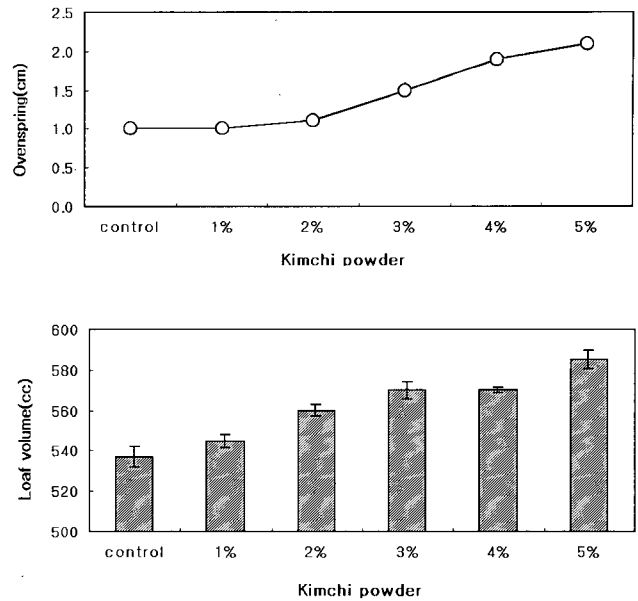 2.5
2.0
1.5
1.0
0.5
0.0
Ovenspring(cm)
control 1% 2% 3% 4% 5%
Kimchi powder
600
580
560
540
520
500
Loaf volume(cc)
control 1% 2% 3% 4% 5%
Kimchi powder